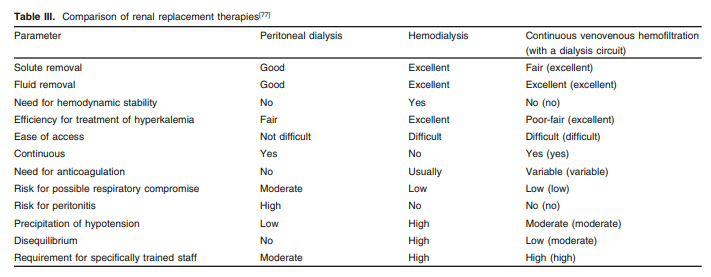 Table III. Comparison of renal replacement therapies[77]
Parameter Peritoneal dialysis Hemodialysis Continuous venovenous hemofiltration
(with a dialysis circuit)
Solute removal Good Excellent Fair (excellent)
Fluid removal Good Excellent Excellent (excellent)
Need for hemodynamic stability No Yes No (no)
Efficiency for treatment of hyperkalemia Fair Excellent Poor-fair (excellent)
Ease of access Not difficult Difficult Difficult (difficult)
Continuous Yes No Yes (yes)
Need for anticoagulation No Usually Variable (variable)
Risk for possible respiratory compromise Moderate Low Low (low)
Risk for peritonitis High No No (no)
Precipitation of hypotension Low High Moderate (moderate)
Disequilibrium No High Low (moderate)
Requirement for specifically trained staff Moderate High High (high)